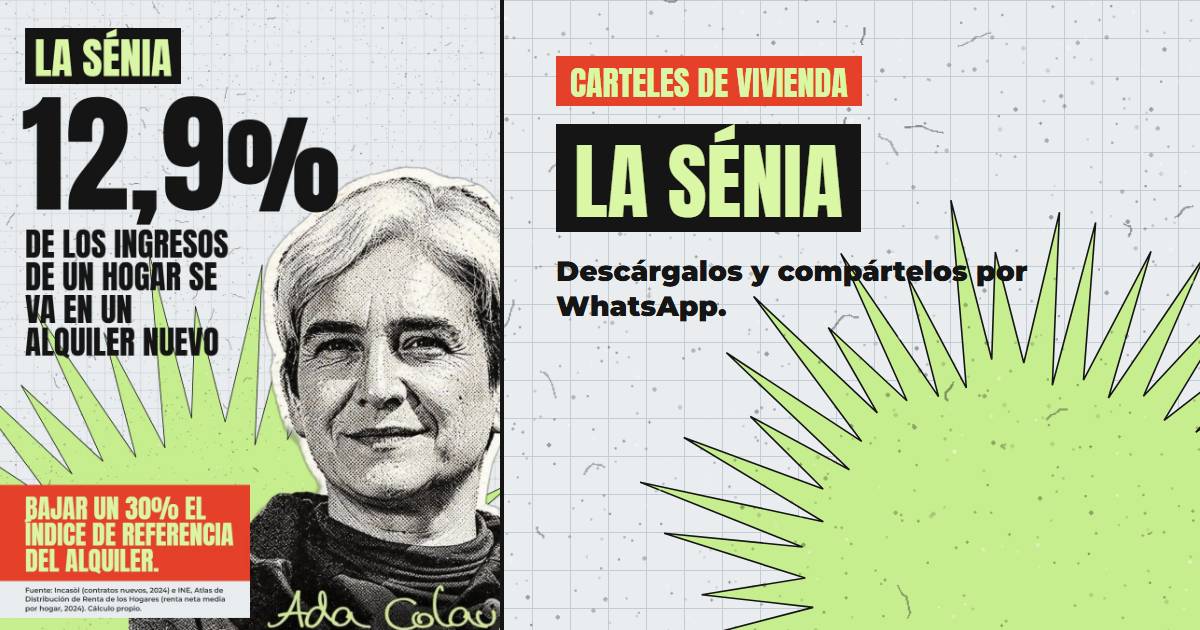 LA SÉNIA
12,9%
DE LOS INGRESOS
DE UN HOGAR SE
VA EN UN
ALQUILER NUEVO
BAJAR UN 30% EL
ÍNDICE DE REFERENCIA
DEL ALQUILER.
Fuente: Incasòl (contratos nuevos, 2024) e INE, Atlas de
Distribución de Renta de los Hogares (renta neta media
por hogar, 2024). Cálculo propio.
Ada Colau
CARTELES DE VIVIENDA
LA SÉNIA
Descárgalos y compártelos por
WhatsApp.